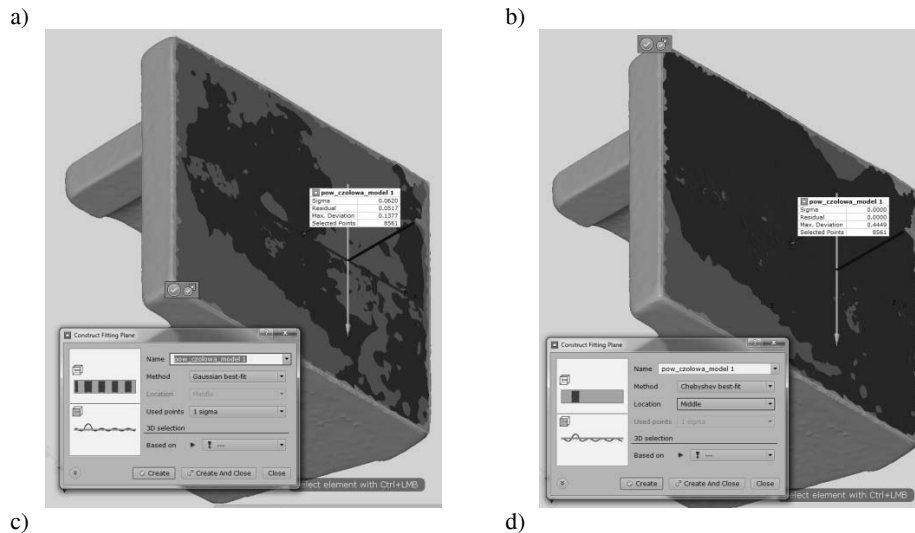 a)
b)
pow_czolowa_model 1
Sigma 0.0620
Residual 0.0517
Max. Deviation 0.1377
Selected Points 8561
pow_czolowa_model 1
Sigma 0.0000
Residual 0.0000
Max. Deviation 0.4449
Selected Points 8561
Construct Fitting Plane
Name pow_czolowa_model 1
Method Gaussian best-fit
Location Middle
Used points 1 sigma
3D selection
Based on ---
Create Create And Close Close
elect element with Ctrl+LMB
Construct Fitting Plane
Name pow_czolowa_model 1
Method Chebyshev best-fit
Location Middle
Used points 1 sigma
3D selection
Based on ---
Create Create And Close Close
elect element with Ctrl+LMB
c)
d)